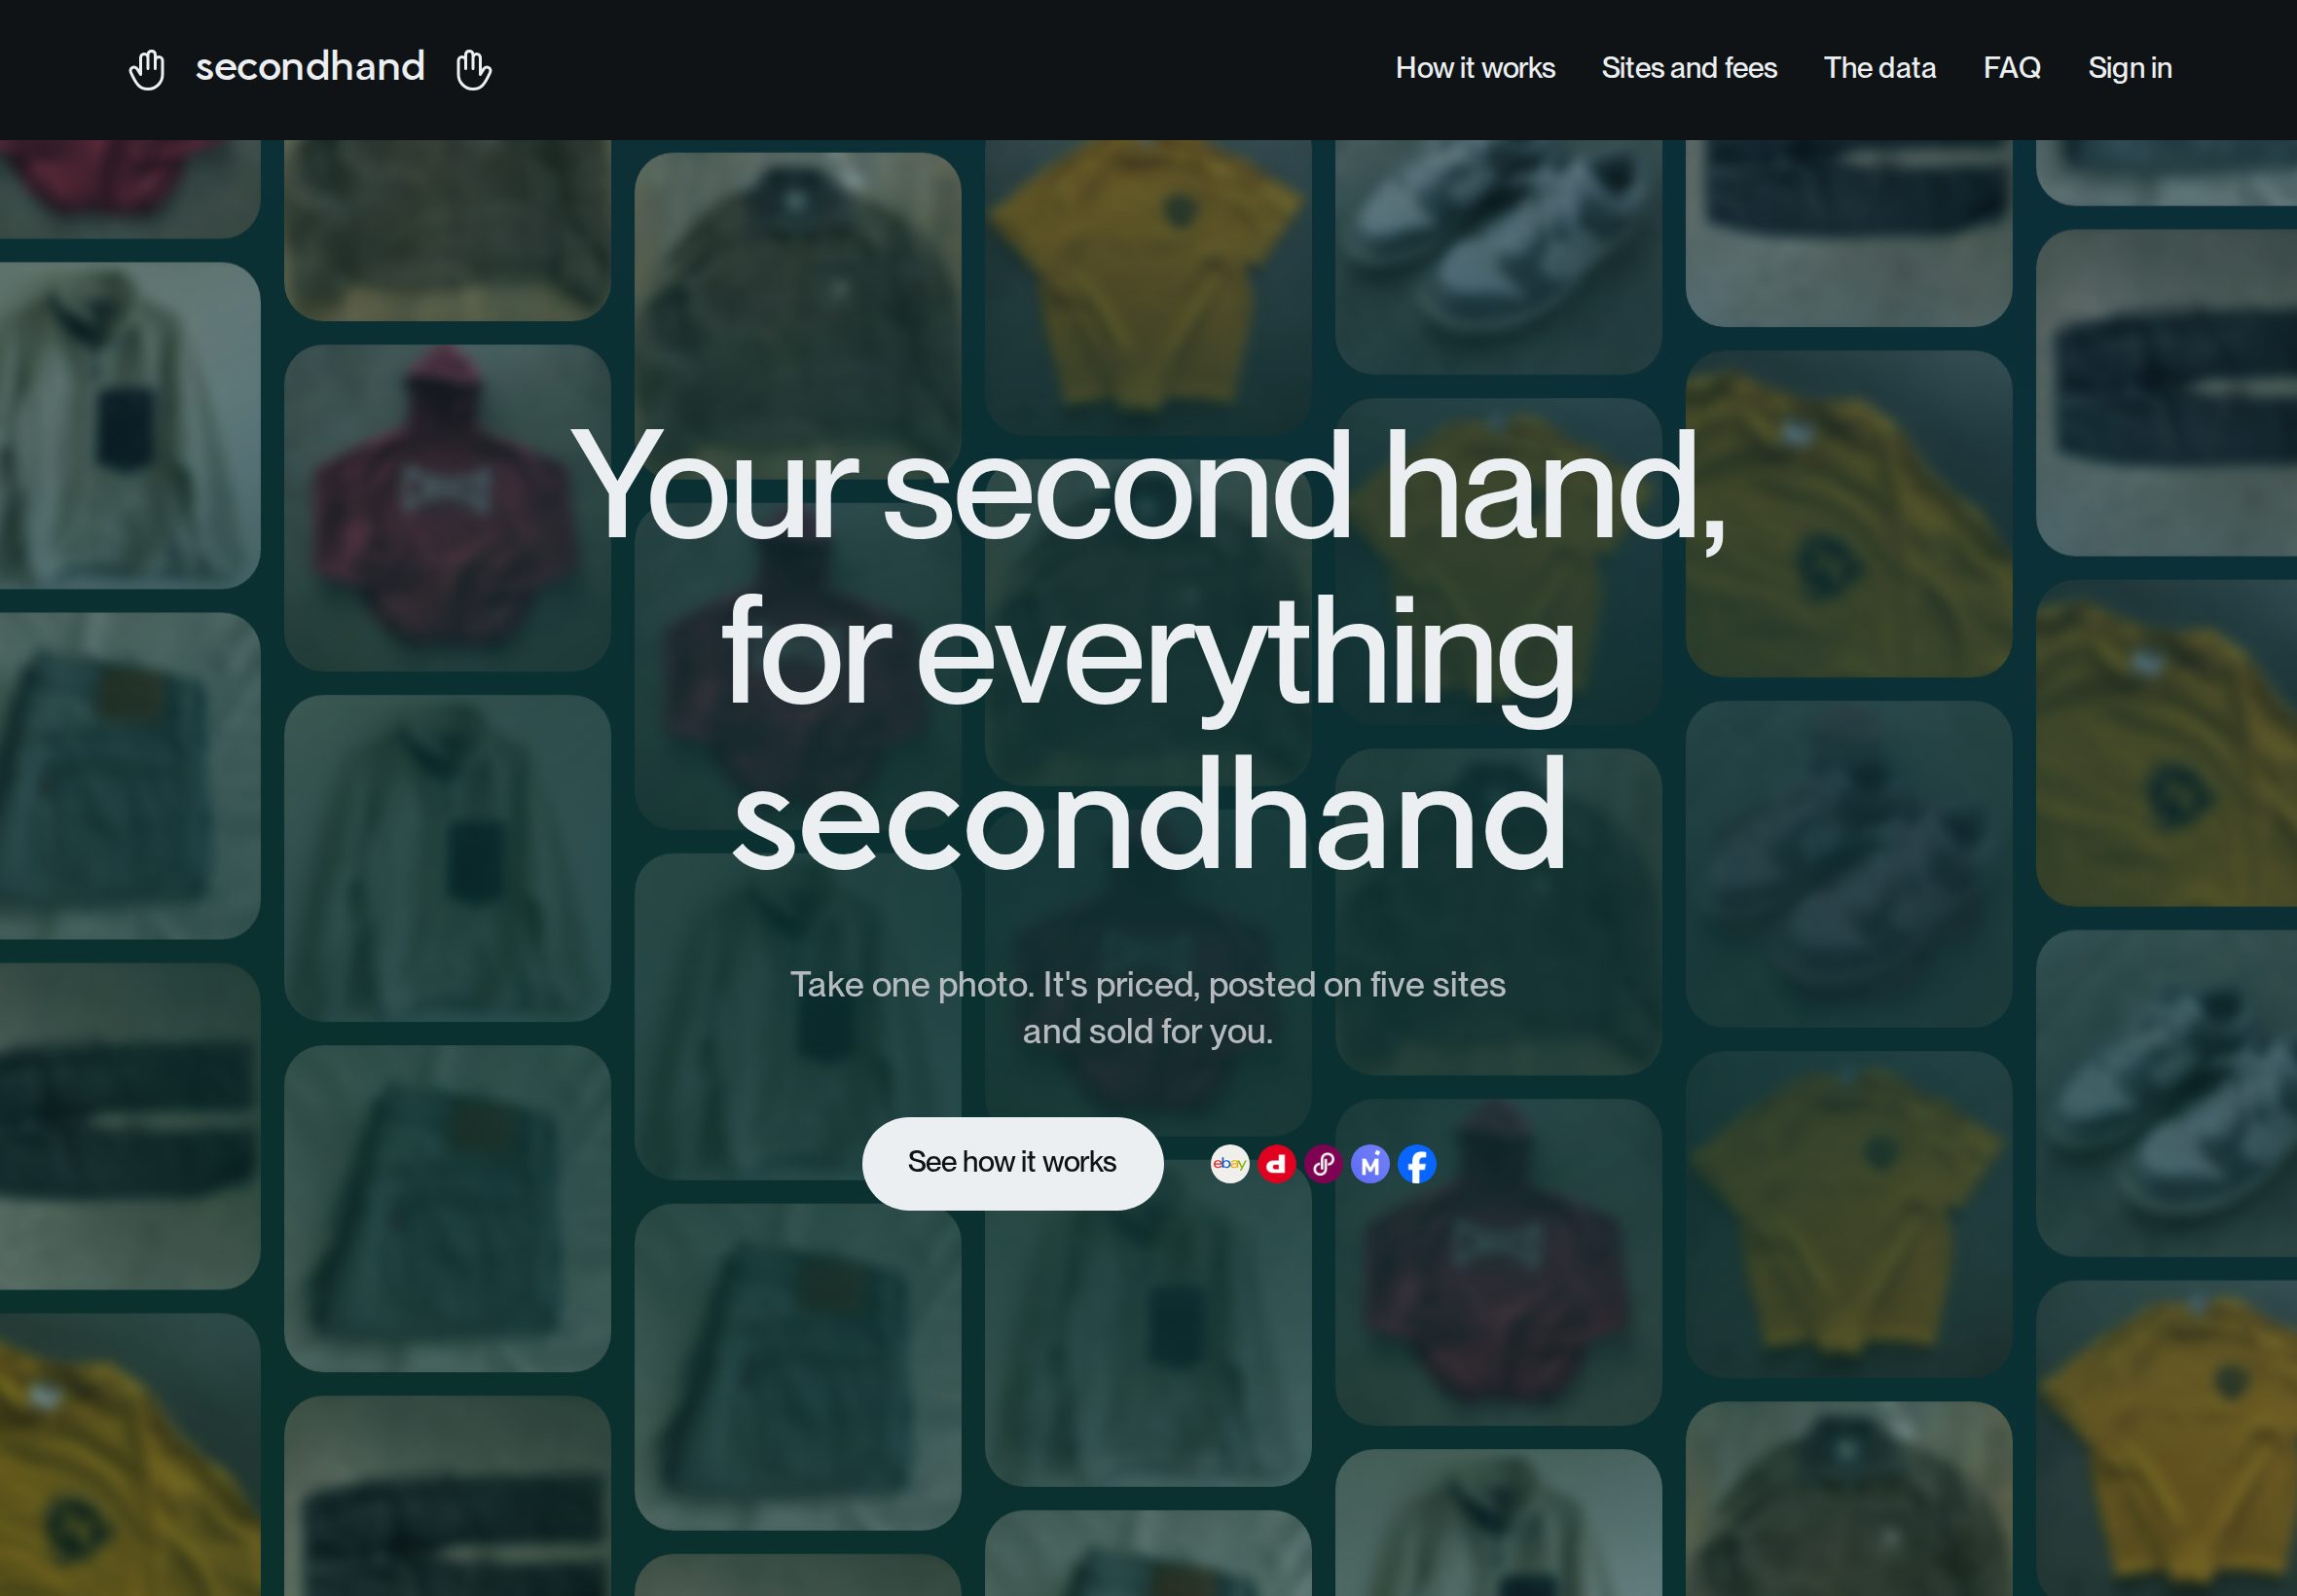 secondhand
How it works
Sites and fees
The data
FAQ
Sign in
Your second hand,
for everything
secondhand
Take one photo. It's priced, posted on five sites
and sold for you.
See how it works
ebay